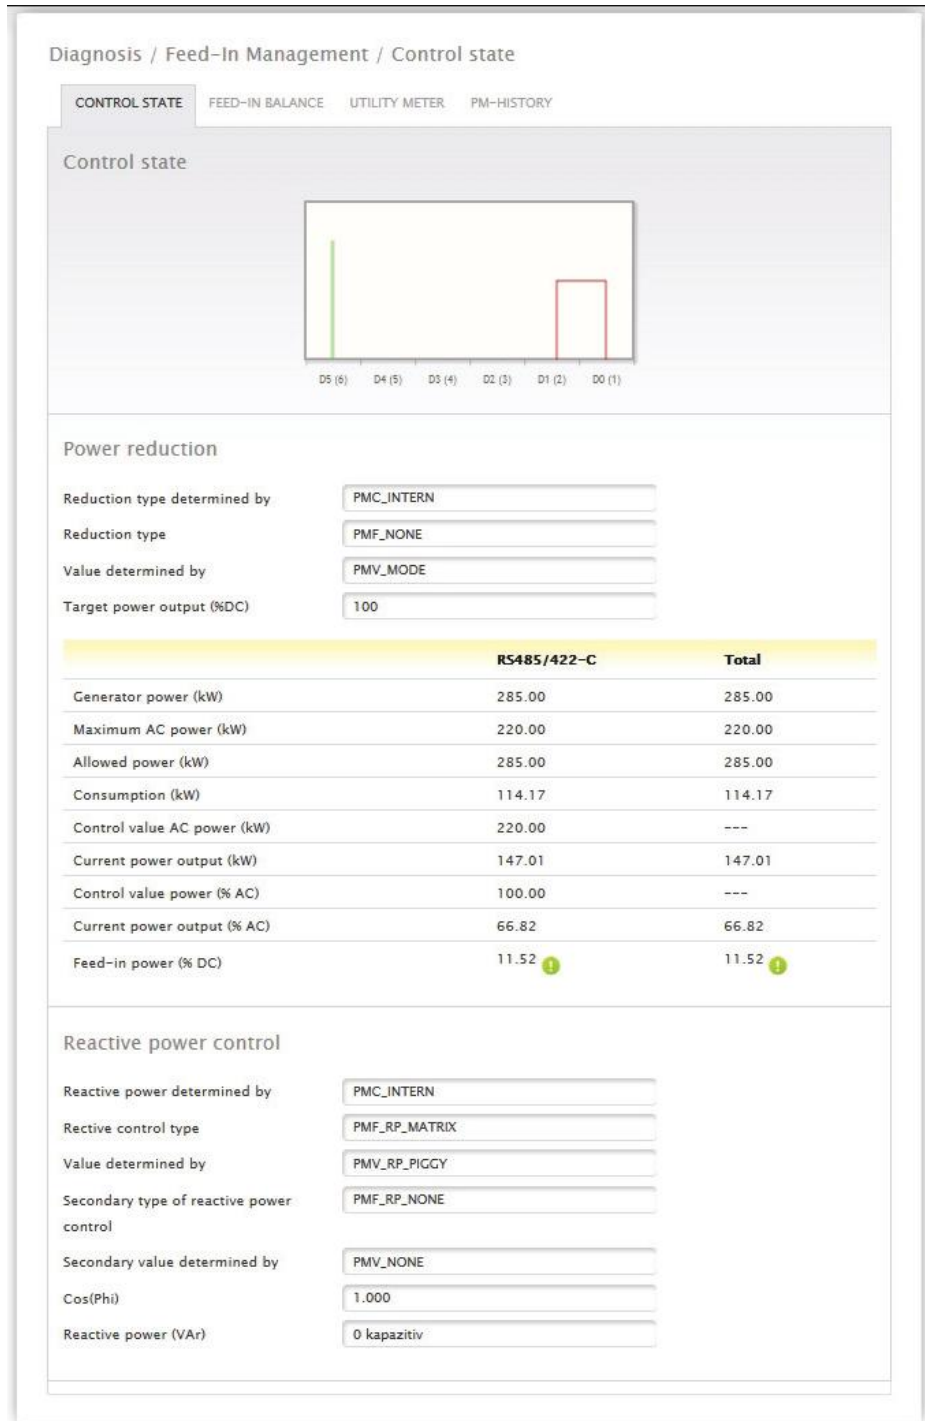 Diagnosis / Feed-In Management / Control state
CONTROL STATE FEED-IN BALANCE UTILITY METER PM-HISTORY
Control state
D5 (6) D4 (5) D3 (4) D2 (3) D1 (2) D0 (1)
Power reduction
Reduction type determined by PMC_INTERN
Reduction type PMF_NONE
Value determined by PMV_MODE
Target power output (%DC) 100
RS485/422-C Total
Generator power (kW) 285.00 285.00
Maximum AC power (kW) 220.00 220.00
Allowed power (kW) 285.00 285.00
Consumption (kW) 114.17 114.17
Control value AC power (kW) 220.00 ---
Current power output (kW) 147.01 147.01
Control value power (% AC) 100.00 ---
Current power output (% AC) 66.82 66.82
Feed-in power (% DC) 11.52 ! 11.52 !
Reactive power control
Reactive power determined by PMC_INTERN
Rective control type PMF_RP_MATRIX
Value determined by PMV_RP_PIGGY
Secondary type of reactive power PMF_RP_NONE
control
Secondary value determined by PMV_NONE
Cos(Phi) 1.000
Reactive power (VAr) 0 kapazitiv